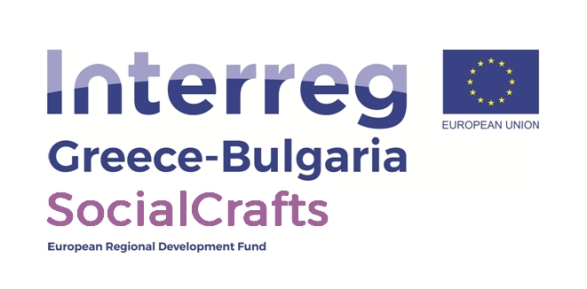 Interreg
EUROPEAN UNION
Greece-Bulgaria
SocialCrafts
European Regional Development Fund